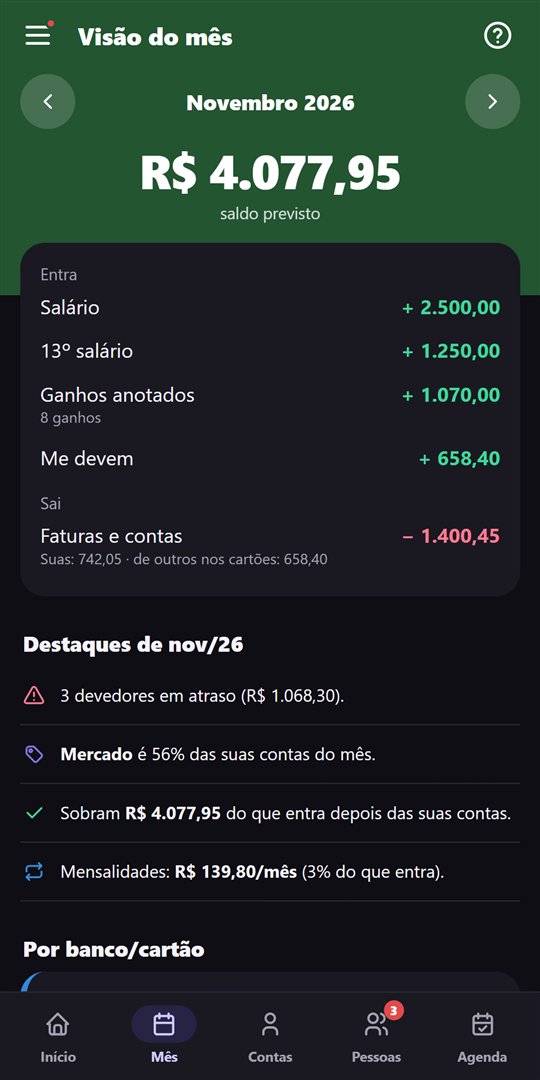 Visão do mês
Novembro 2026
R$ 4.077,95
saldo previsto
Entra
Salário + 2.500,00
13º salário + 1.250,00
Ganhos anotados + 1.070,00
8 ganhos
Me devem + 658,40
Sai
Faturas e contas − 1.400,45
Suas: 742,05 · de outros nos cartões: 658,40
Destaques de nov/26
3 devedores em atraso (R$ 1.068,30).
Mercado é 56% das suas contas do mês.
Sobram R$ 4.077,95 do que entra depois das suas contas.
Mensalidades: R$ 139,80/mês (3% do que entra).
Por banco/cartão
3
Início Mês Contas Pessoas Agenda